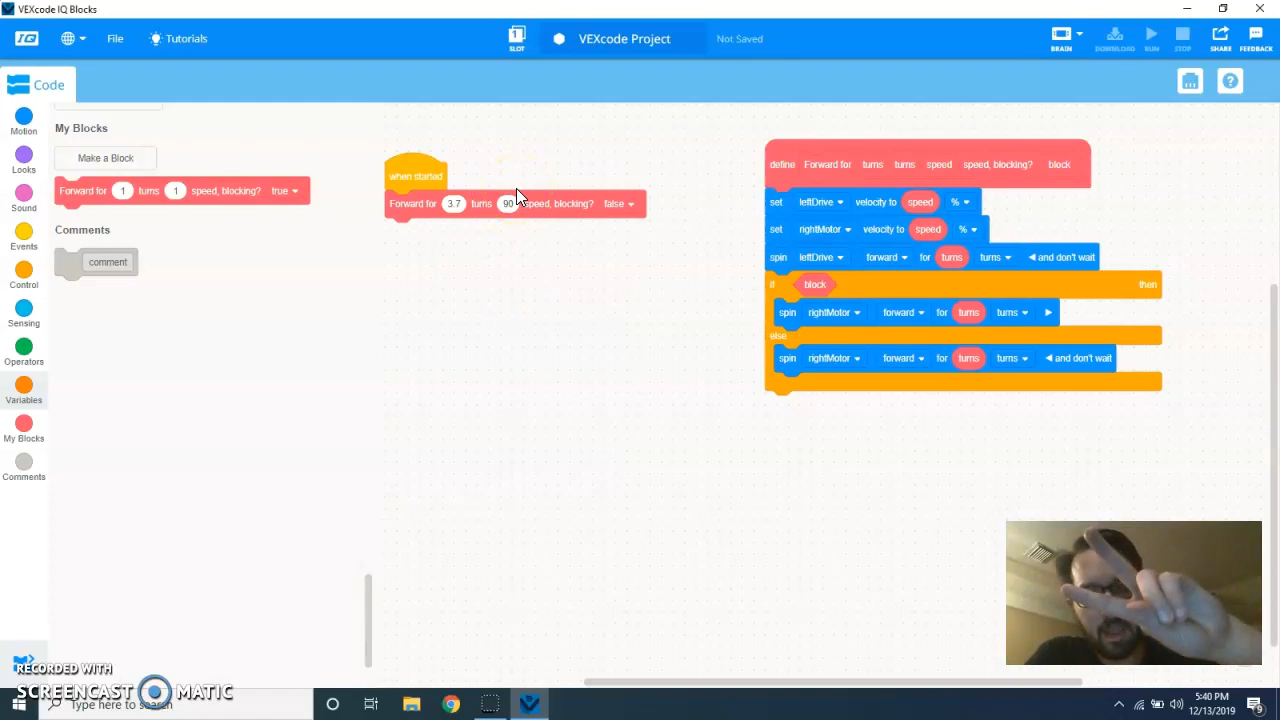 VEXcode IQ Blocks
IQ File Tutorials 1 SLOT VEXcode Project Not Saved BRAIN DOWNLOAD RUN STOP SHARE FEEDBACK
Code
Motion
Looks
Sound
Events
Control
Sensing
Operators
Variables
My Blocks
Comments
My Blocks
Make a Block
Forward for 1 turns 1 speed, blocking? true
Comments
comment
when started
Forward for 3.7 turns 90 speed, blocking? false
define Forward for turns turns speed speed, blocking? block
set leftDrive velocity to speed %
set rightMotor velocity to speed %
spin leftDrive forward for turns turns and don't wait
if block then
spin rightMotor forward for turns turns
else
spin rightMotor forward for turns turns and don't wait
RECORDED WITH
SCREENCAST MATIC
Type here to search
5:40 PM
12/13/2019
9